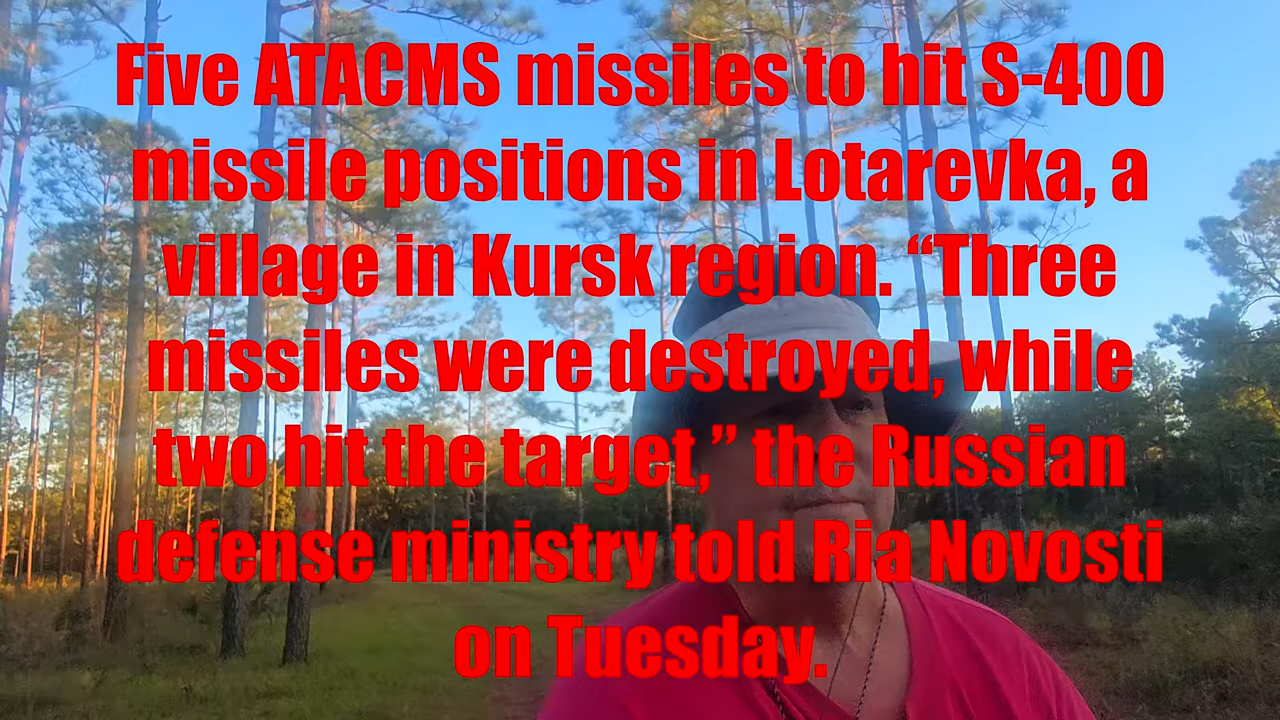 Five ATACMS missiles to hit S-400
missile positions in Lotarevka, a
village in Kursk region. “Three
missiles were destroyed, while
two hit the target,” the Russian
defense ministry told Ria Novosti
on Tuesday.